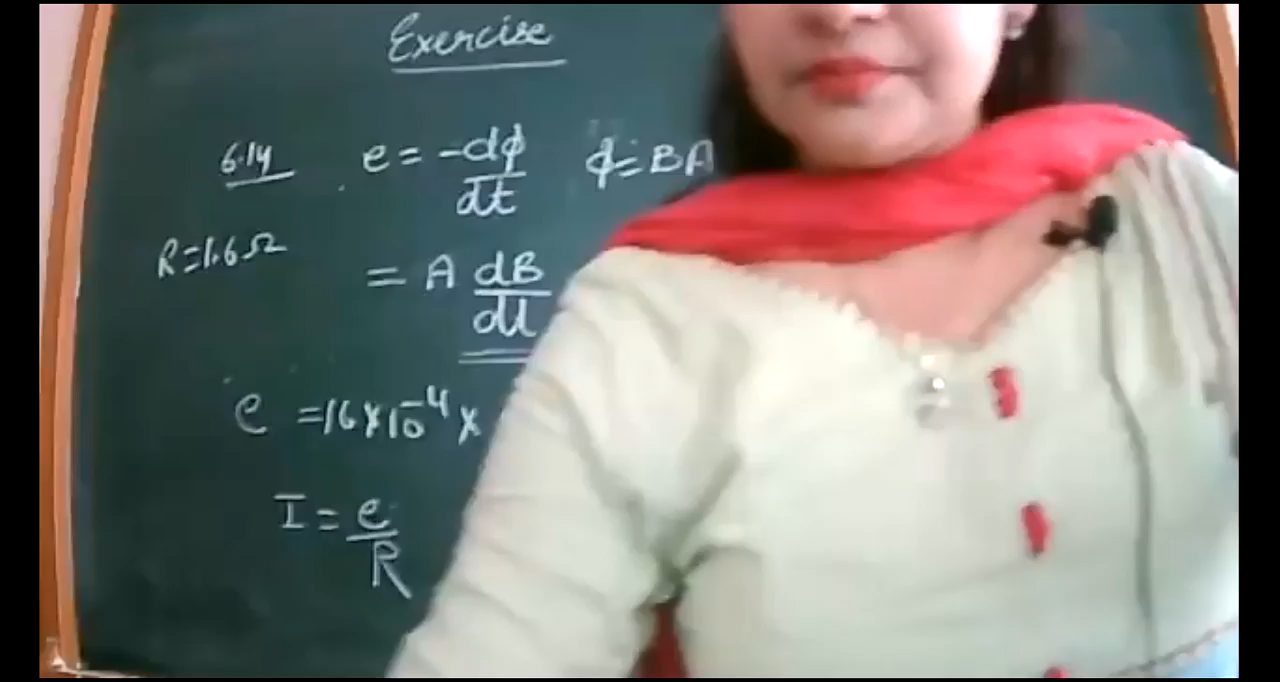 Exercise
6.14 e = -dϕ/dt ϕ = BA
R = 1.6 Ω
= A dB/dt
e = 16 × 10⁻⁴ ×
I = e/R